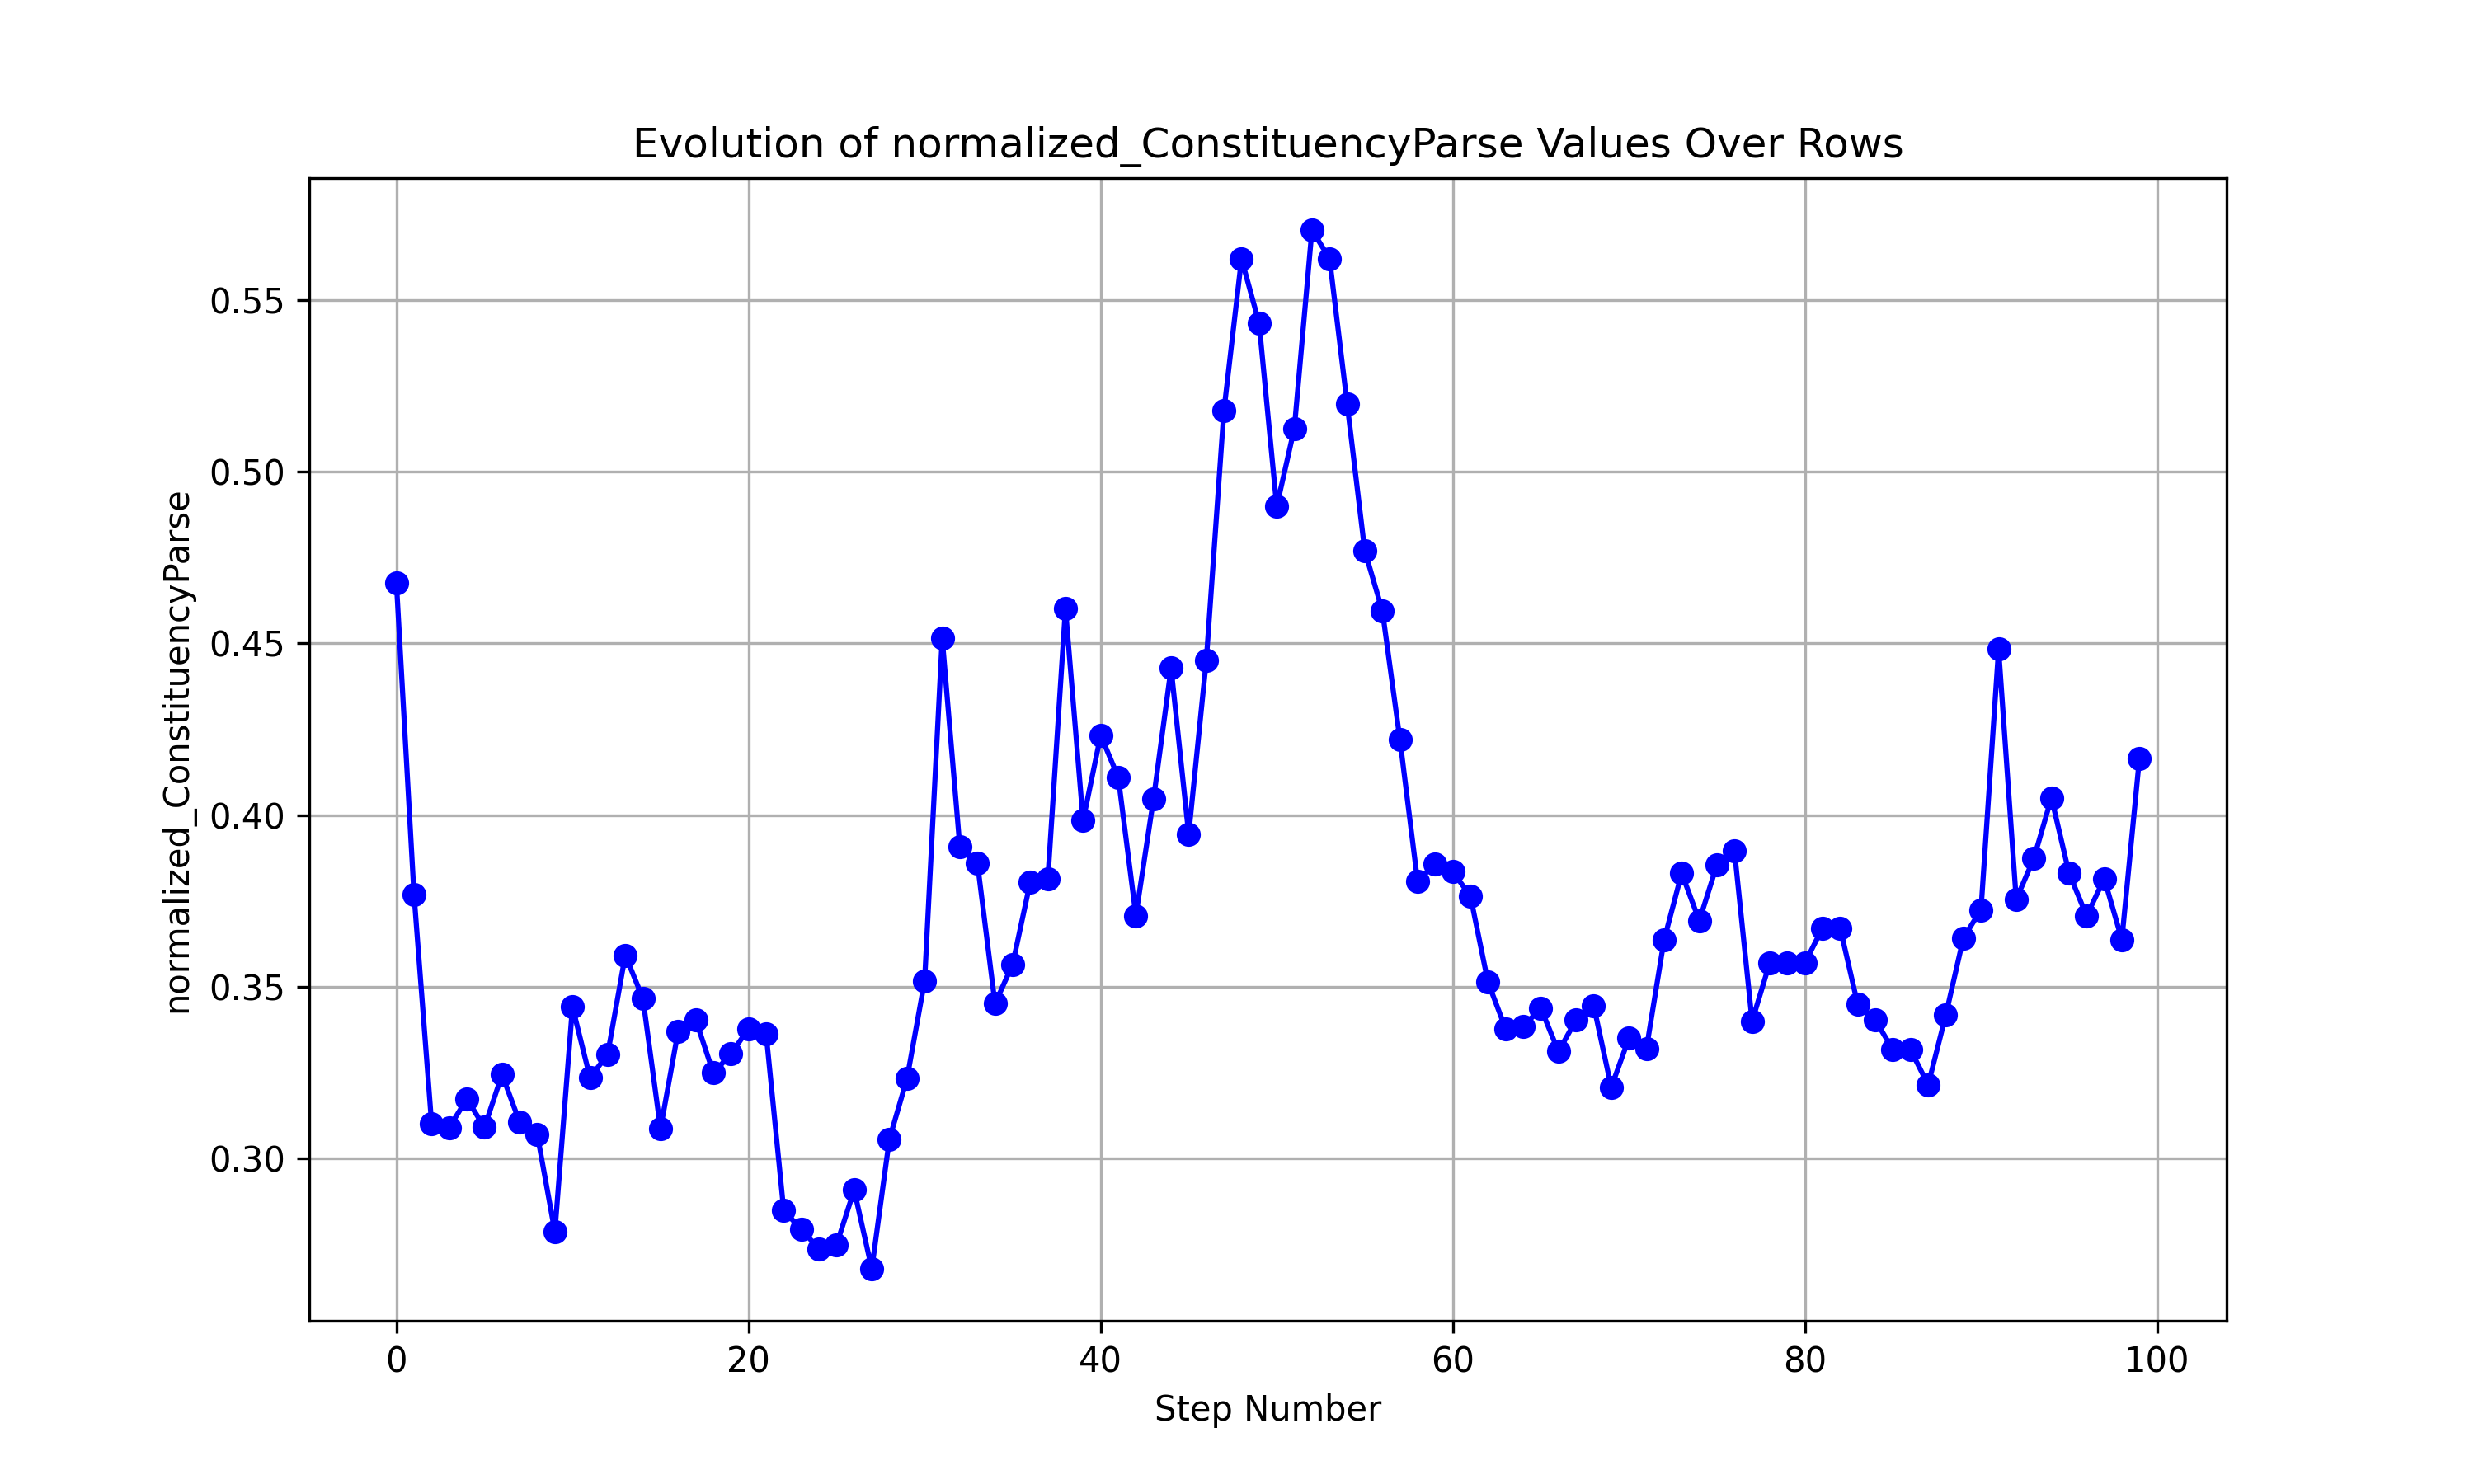 Evolution of normalized_ConstituencyParse Values Over Rows
normalized_ConstituencyParse
0.55
0.50
0.45
0.40
0.35
0.30
0 20 40 60 80 100
Step Number